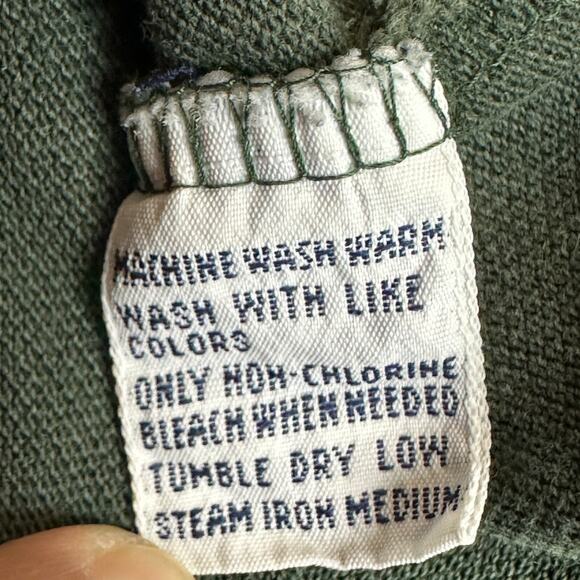 MACHINE WASH WARM
WASH WITH LIKE
COLORS
ONLY NON-CHLORINE
BLEACH WHEN NEEDED
TUMBLE DRY LOW
STEAM IRON MEDIUM